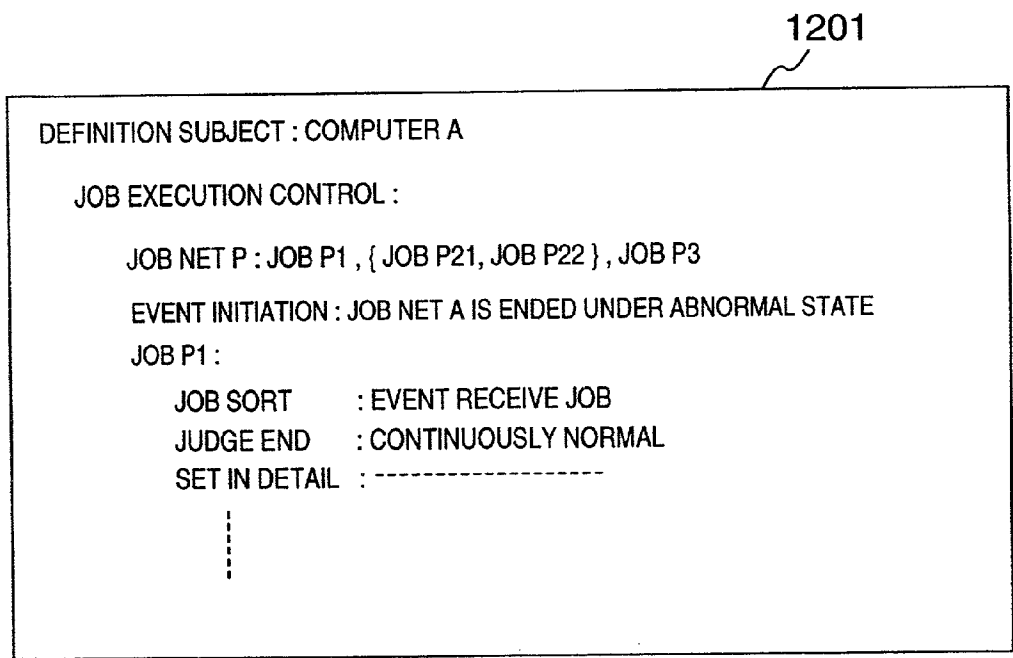 1201
DEFINITION SUBJECT : COMPUTER A
JOB EXECUTION CONTROL :
JOB NET P : JOB P1 , { JOB P21, JOB P22 } , JOB P3
EVENT INITIATION : JOB NET A IS ENDED UNDER ABNORMAL STATE
JOB P1 :
JOB SORT : EVENT RECEIVE JOB
JUDGE END : CONTINUOUSLY NORMAL
SET IN DETAIL : -------------------